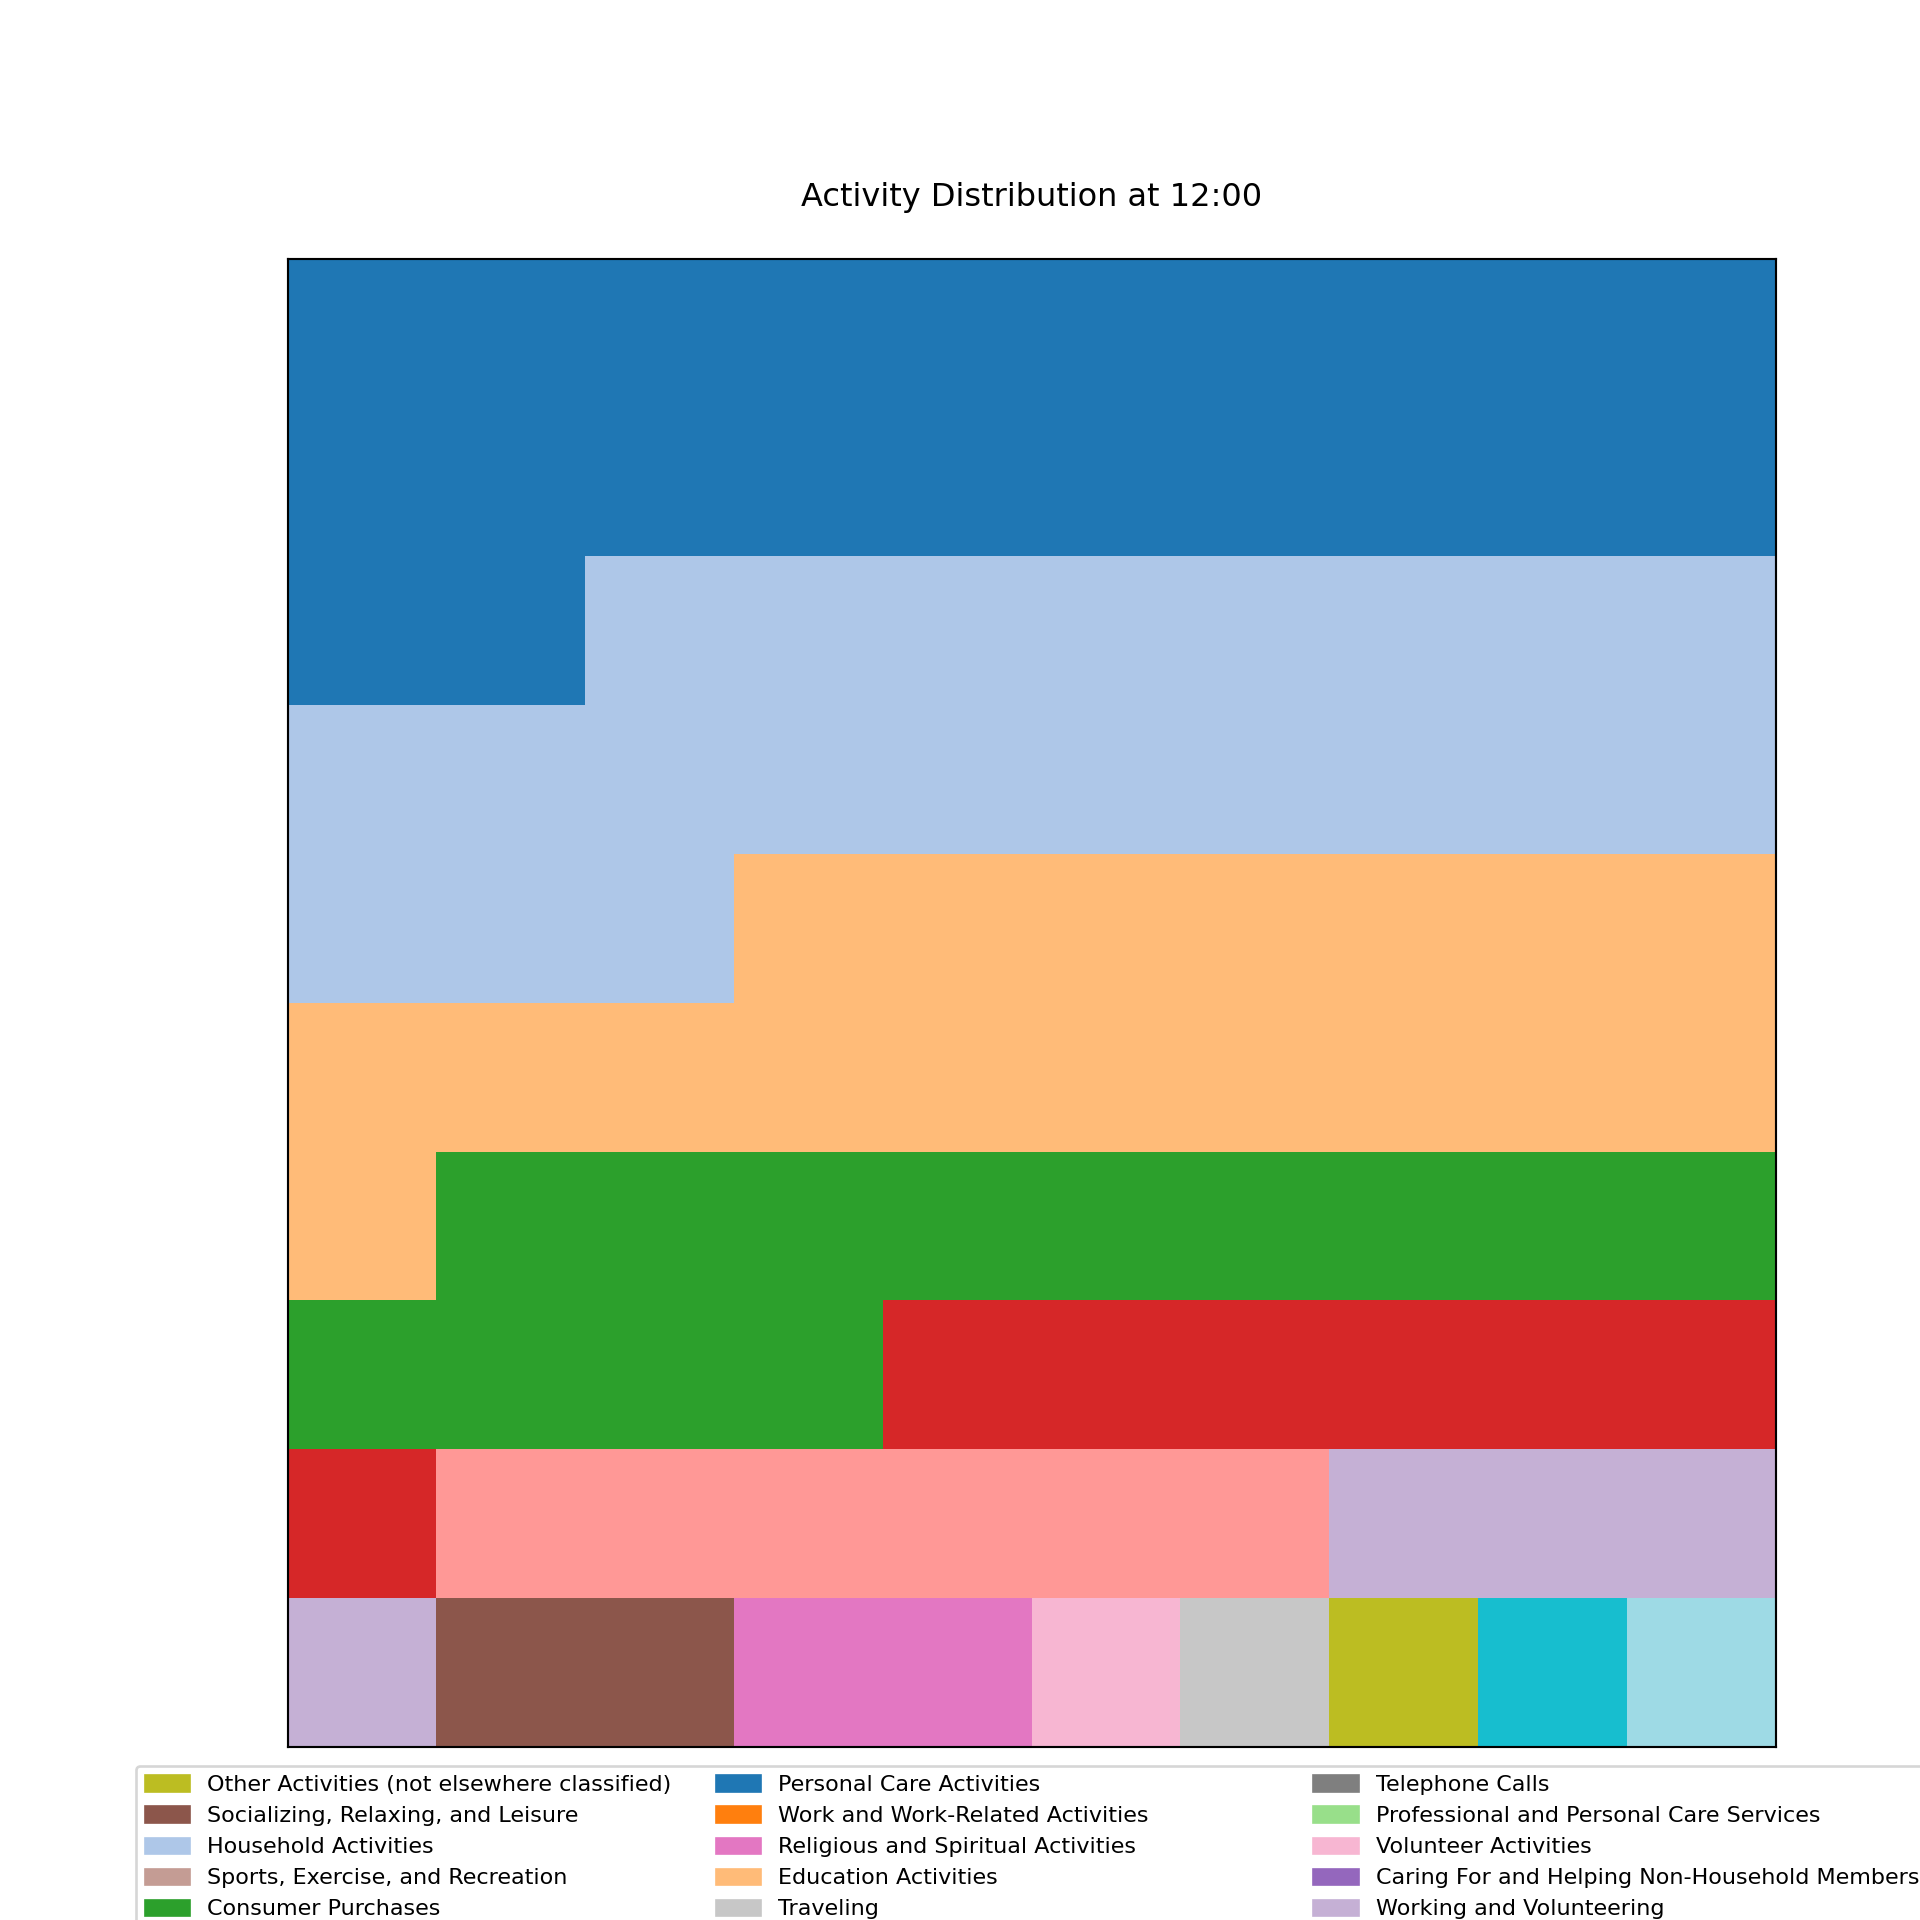 Activity Distribution at 12:00
Other Activities (not elsewhere classified)
Socializing, Relaxing, and Leisure
Household Activities
Sports, Exercise, and Recreation
Consumer Purchases
Personal Care Activities
Work and Work-Related Activities
Religious and Spiritual Activities
Education Activities
Traveling
Telephone Calls
Professional and Personal Care Services
Volunteer Activities
Caring For and Helping Non-Household Members
Working and Volunteering